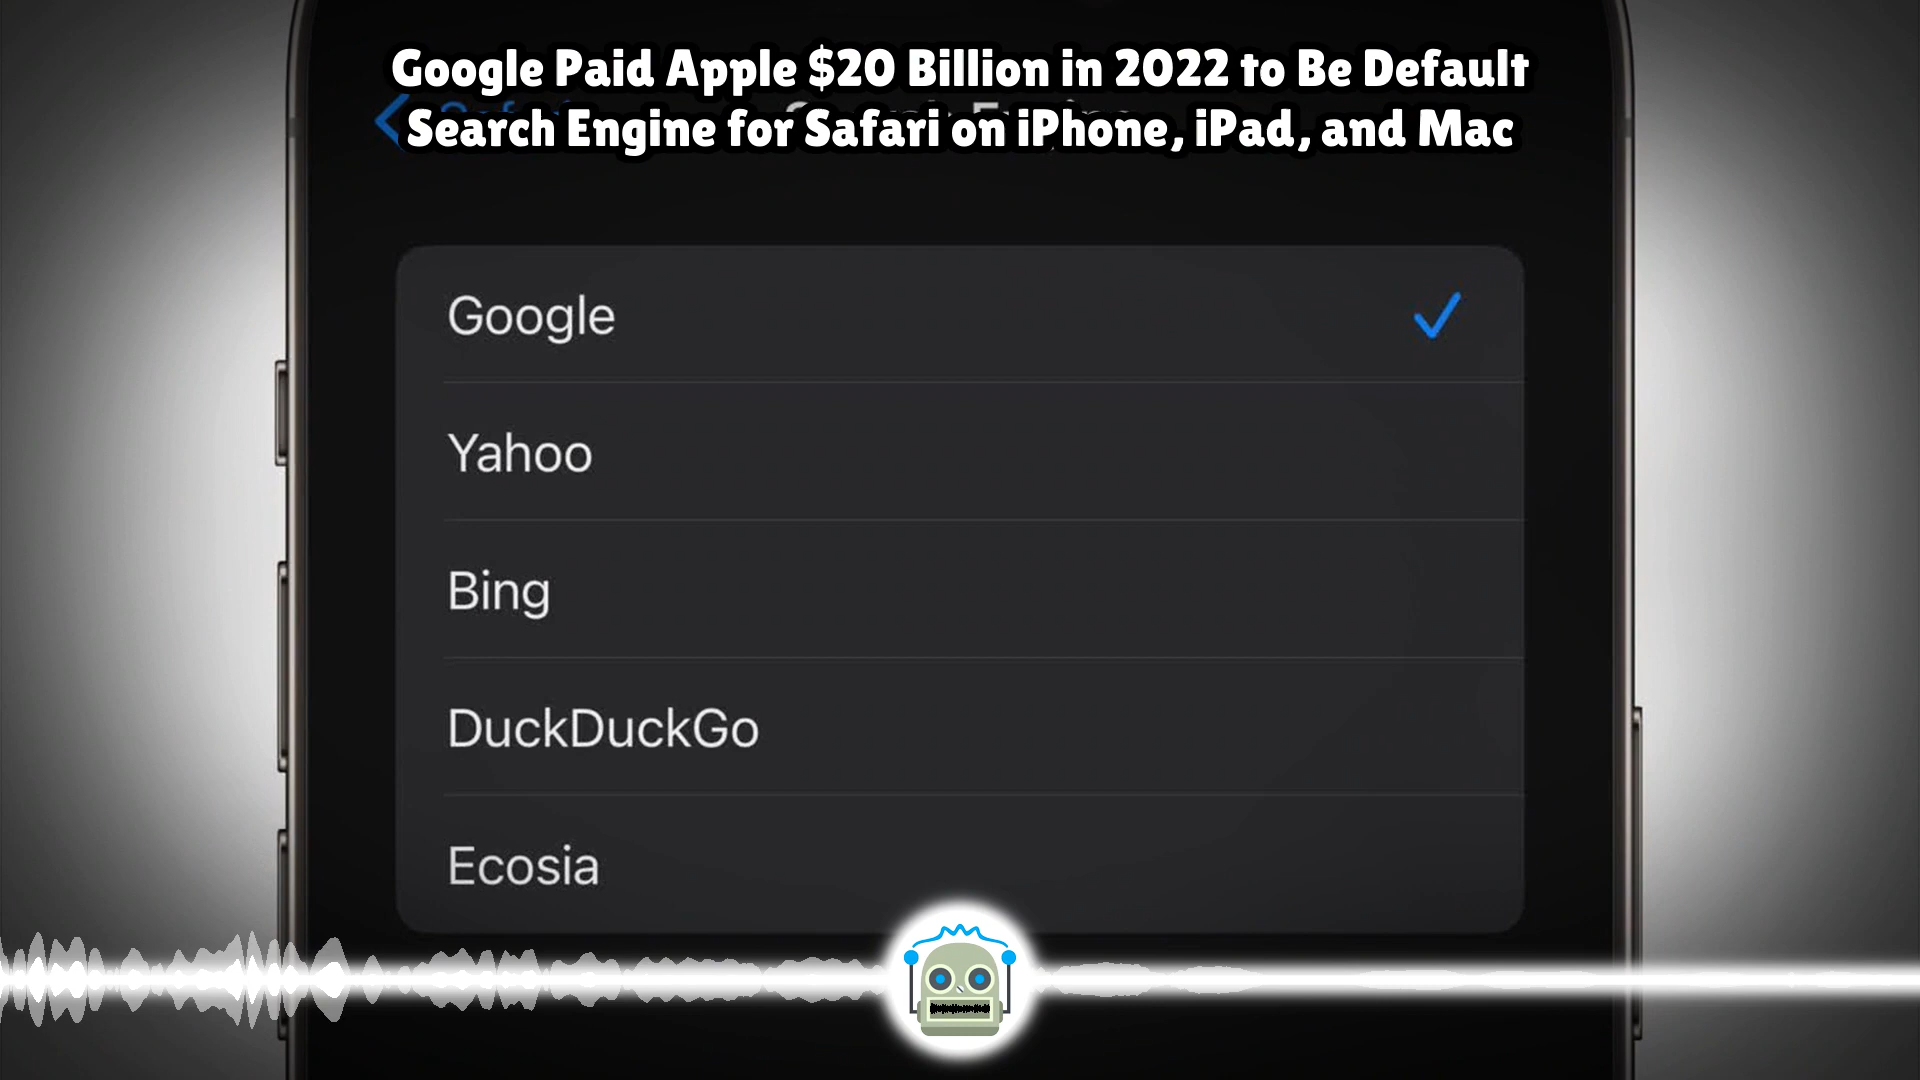 Google Paid Apple $20 Billion in 2022 to Be Default
Search Engine for Safari on iPhone, iPad, and Mac
Google
Yahoo
Bing
DuckDuckGo
Ecosia